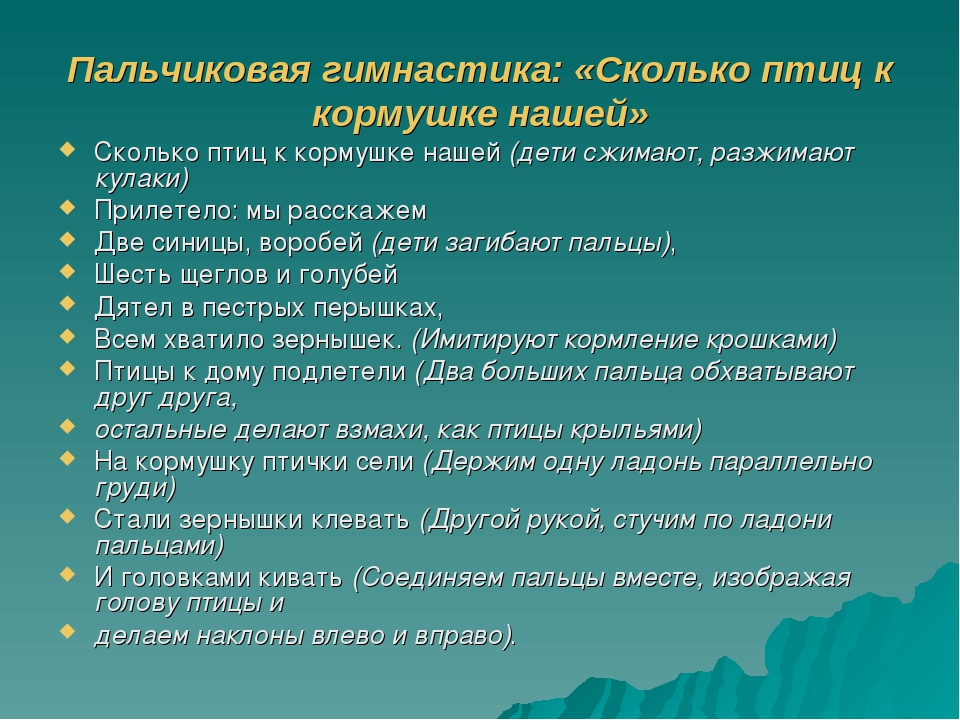 Пальчиковая гимнастика: «Сколько птиц к
кормушке нашей»
Сколько птиц к кормушке нашей (дети сжимают, разжимают
кулаки)
Прилетело: мы расскажем
Две синицы, воробей (дети загибают пальцы),
Шесть щеглов и голубей
Дятел в пестрых перышках,
Всем хватило зернышек. (Имитируют кормление крошками)
Птицы к дому подлетели (Два больших пальца обхватывают
друг друга,
остальные делают взмахи, как птицы крыльями)
На кормушку птички сели (Держим одну ладонь параллельно
груди)
Стали зернышки клевать (Другой рукой, стучим по ладони
пальцами)
И головками кивать (Соединяем пальцы вместе, изображая
голову птицы и
делаем наклоны влево и вправо).